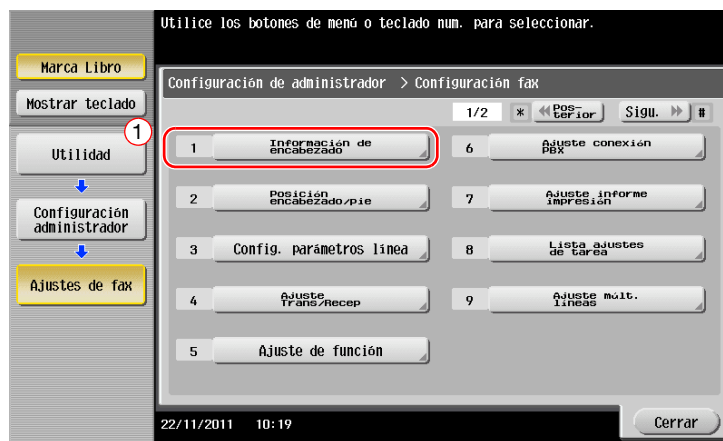 Utilice los botones de menú o teclado num. para seleccionar.
Marca Libro
Mostrar teclado
Utilidad
Configuración
administrador
Ajustes de fax
Configuración de administrador > Configuración fax
1/2 * Pos-
terior Sigu. #
1
1 Información de
encabezado
6 Ajuste conexión
PBX
2 Posición
encabezado/pie
7 Ajuste informe
impresión
3 Config. parámetros línea
8 Lista ajustes
de tarea
4 Ajuste
Trans/Recep
9 Ajuste múlt.
líneas
5 Ajuste de función
22/11/2011 10:19
Cerrar